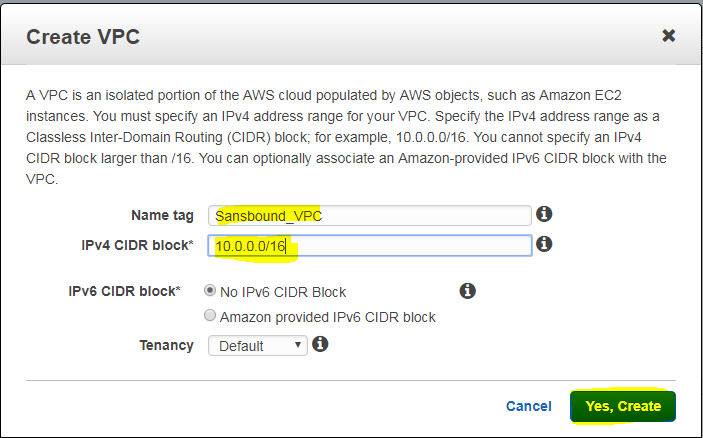 Create VPC
A VPC is an isolated portion of the AWS cloud populated by AWS objects, such as Amazon EC2
instances. You must specify an IPv4 address range for your VPC. Specify the IPv4 address range as a
Classless Inter-Domain Routing (CIDR) block; for example, 10.0.0.0/16. You cannot specify an IPv4
CIDR block larger than /16. You can optionally associate an Amazon-provided IPv6 CIDR block with the
VPC.
Name tag Sansbound_VPC
IPv4 CIDR block* 10.0.0.0/16
IPv6 CIDR block* No IPv6 CIDR Block
Amazon provided IPv6 CIDR block
Tenancy Default
Cancel Yes, Create